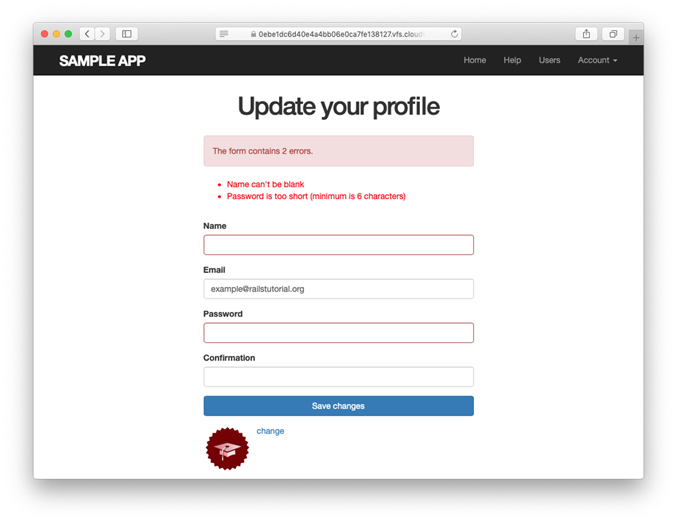 0ebe1dc6d40e4a4bb06e0ca7fe138127.vfs.cloud
SAMPLE APP
Home
Help
Users
Account
Update your profile
The form contains 2 errors.
Name can't be blank
Password is too short (minimum is 6 characters)
Name
Email
example@railstutorial.org
Password
Confirmation
Save changes
change